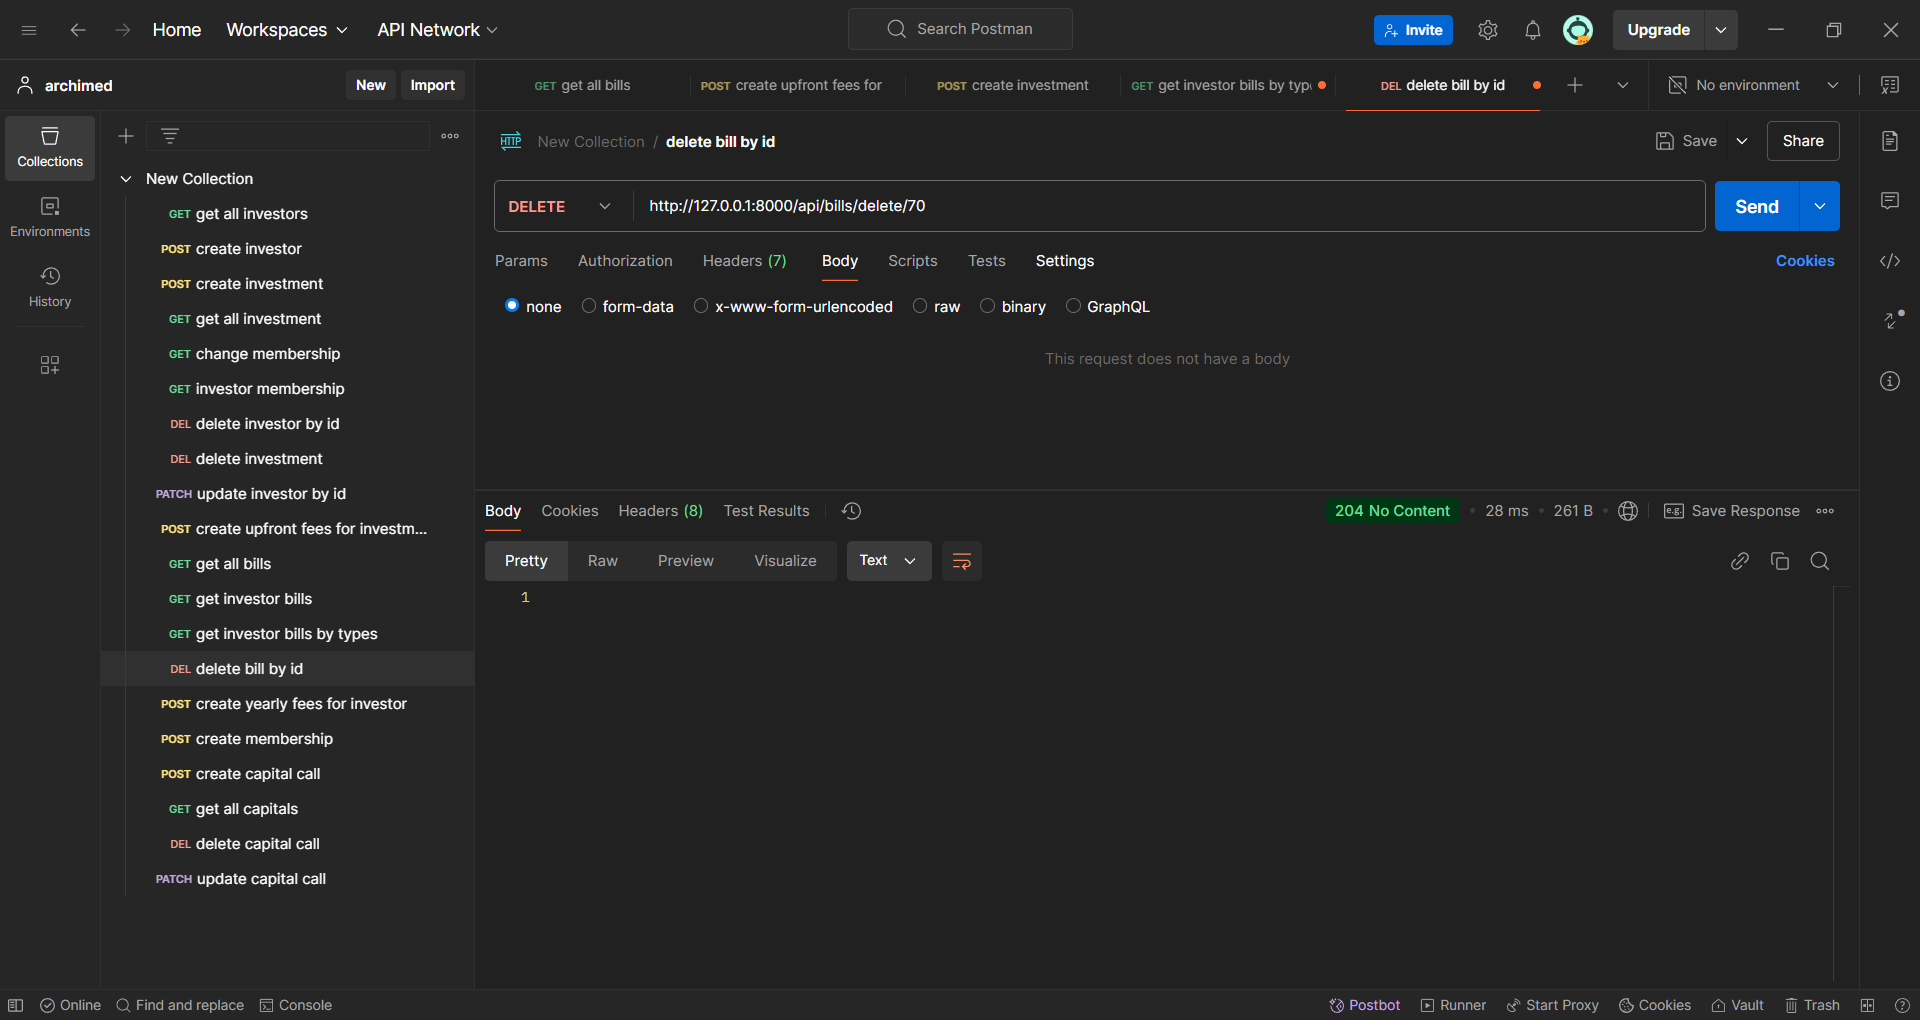 Home
Workspaces
API Network
Search Postman
Invite
Upgrade
archimed
New
Import
GET get all bills
POST create upfront fees for
POST create investment
GET get investor bills by typ
DEL delete bill by id
No environment
Collections
Environments
History
New Collection
GET get all investors
POST create investor
POST create investment
GET get all investment
GET change membership
GET investor membership
DEL delete investor by id
DEL delete investment
PATCH update investor by id
POST create upfront fees for investm...
GET get all bills
GET get investor bills
GET get investor bills by types
DEL delete bill by id
POST create yearly fees for investor
POST create membership
POST create capital call
GET get all capitals
DEL delete capital call
PATCH update capital call
HTTP New Collection / delete bill by id
Save
Share
DELETE http://127.0.0.1:8000/api/bills/delete/70
Send
Params Authorization Headers (7) Body Scripts Tests Settings
Cookies
none form-data x-www-form-urlencoded raw binary GraphQL
This request does not have a body
Body Cookies Headers (8) Test Results
204 No Content • 28 ms • 261 B
e.g. Save Response
Pretty Raw Preview Visualize Text
1
Online Find and replace Console
Postbot Runner Start Proxy Cookies Vault Trash